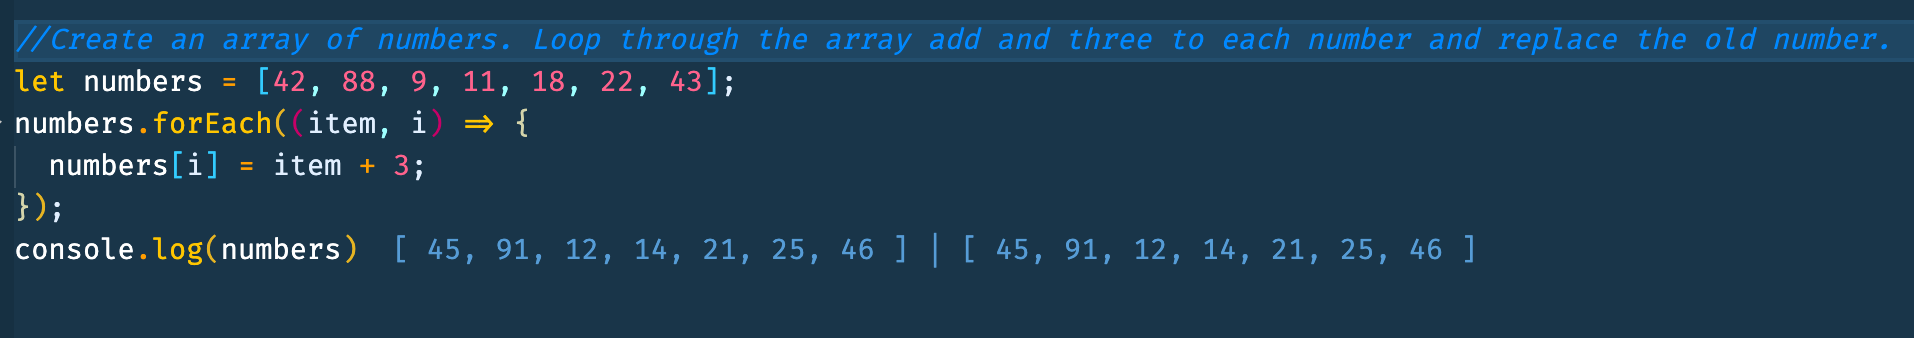 //Create an array of numbers. Loop through the array add and three to each number and replace the old number.
let numbers = [42, 88, 9, 11, 18, 22, 43];
numbers.forEach((item, i) => {
  numbers[i] = item + 3;
});
console.log(numbers)  [ 45, 91, 12, 14, 21, 25, 46 ] | [ 45, 91, 12, 14, 21, 25, 46 ]